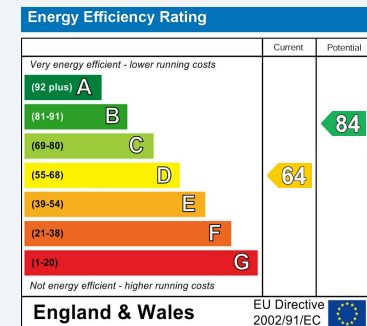 Energy Efficiency Rating
Current Potential
Very energy efficient - lower running costs
(92 plus) A
(81-91) B
84
(69-80) C
(55-68) D
64
(39-54) E
(21-38) F
(1-20) G
Not energy efficient - higher running costs
England & Wales
EU Directive
2002/91/EC